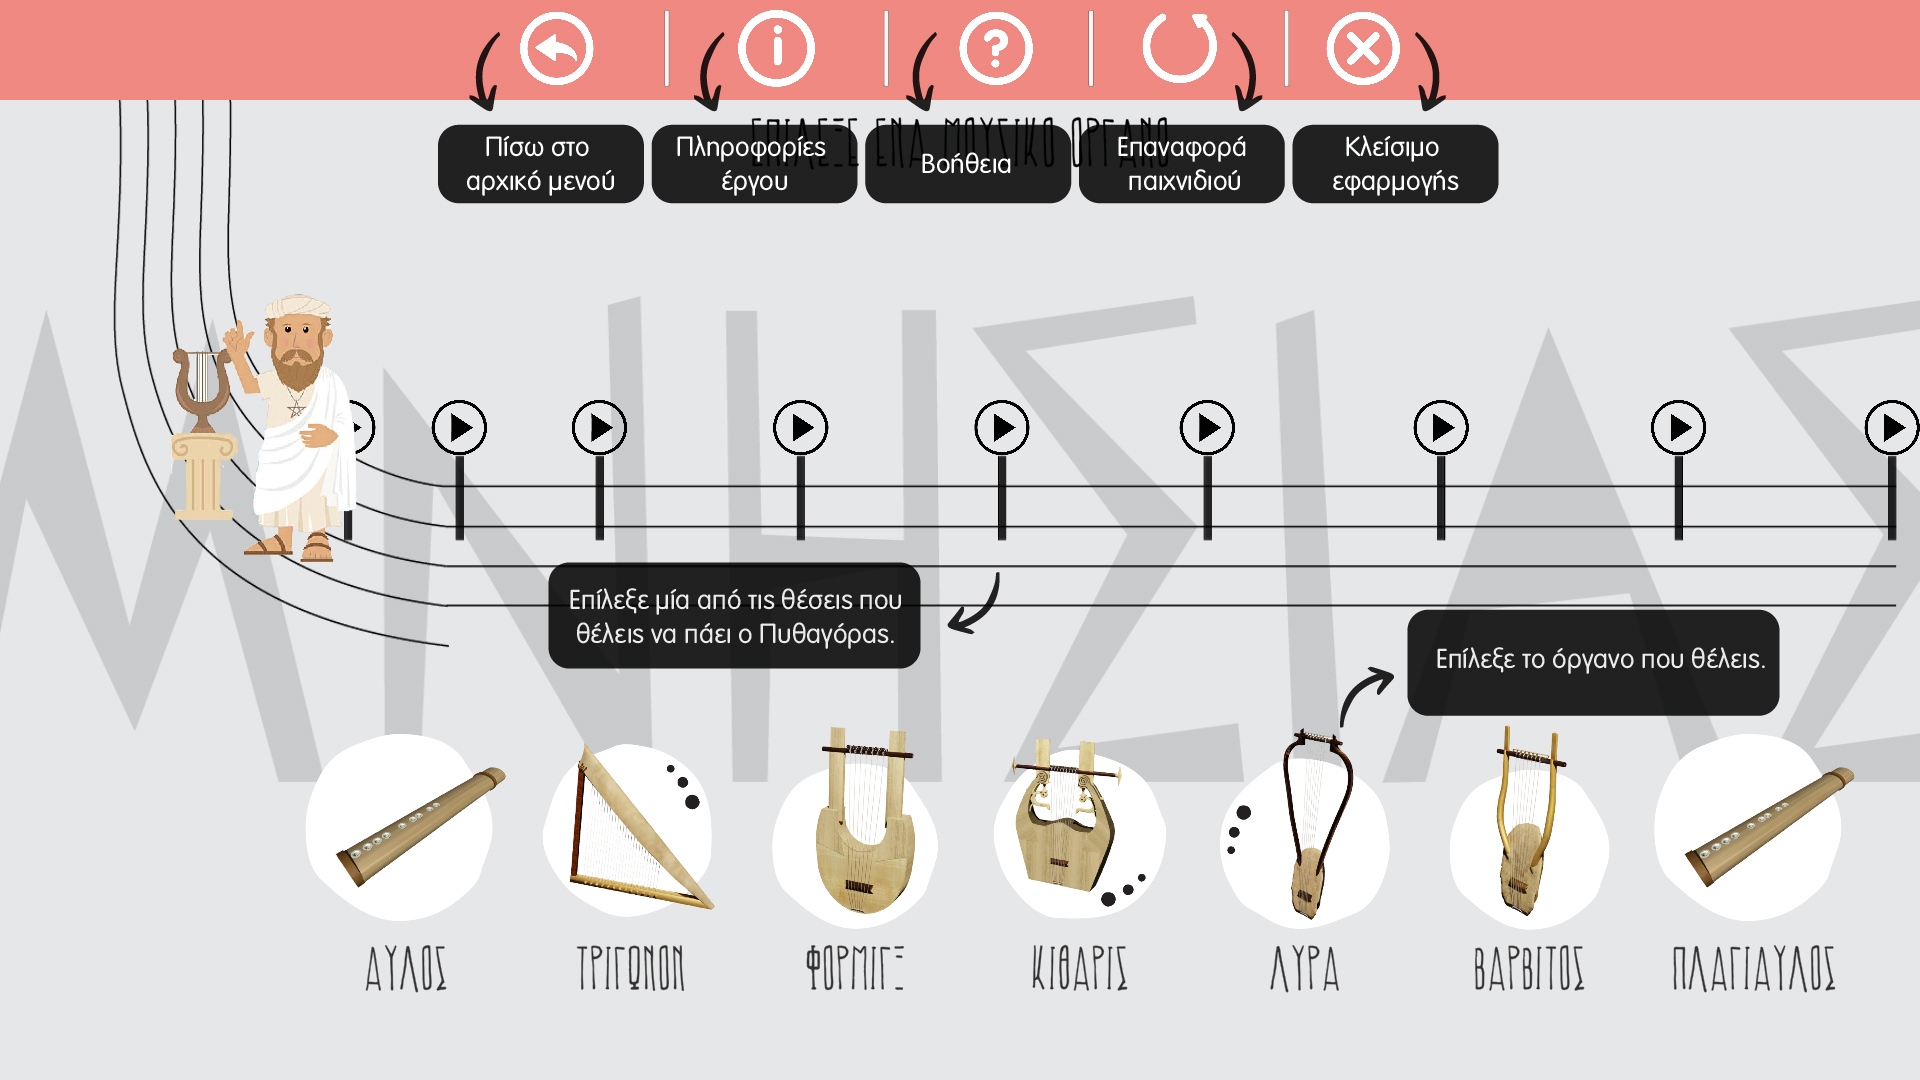 ΕΠΙΛΕΞΕ ΕΝΑ ΜΟΥΣΙΚΟ ΟΡΓΑΝΟ
Πίσω στο
αρχικό μενού
Πληροφορίες
έργου
Βοήθεια
Επαναφορά
παιχνιδιού
Κλείσιμο
εφαρμογής
ΜΝΗΣΙΑΣ
Επίλεξε μία από τις θέσεις που
θέλεις να πάει ο Πυθαγόρας.
Επίλεξε το όργανο που θέλεις.
ΑΥΛΟΣ
ΤΡΙΓΩΝΟΝ
ΦΟΡΜΙΓΞ
ΚΙΘΑΡΙΣ
ΛΥΡΑ
ΒΑΡΒΙΤΟΣ
ΠΛΑΓΙΑΥΛΟΣ